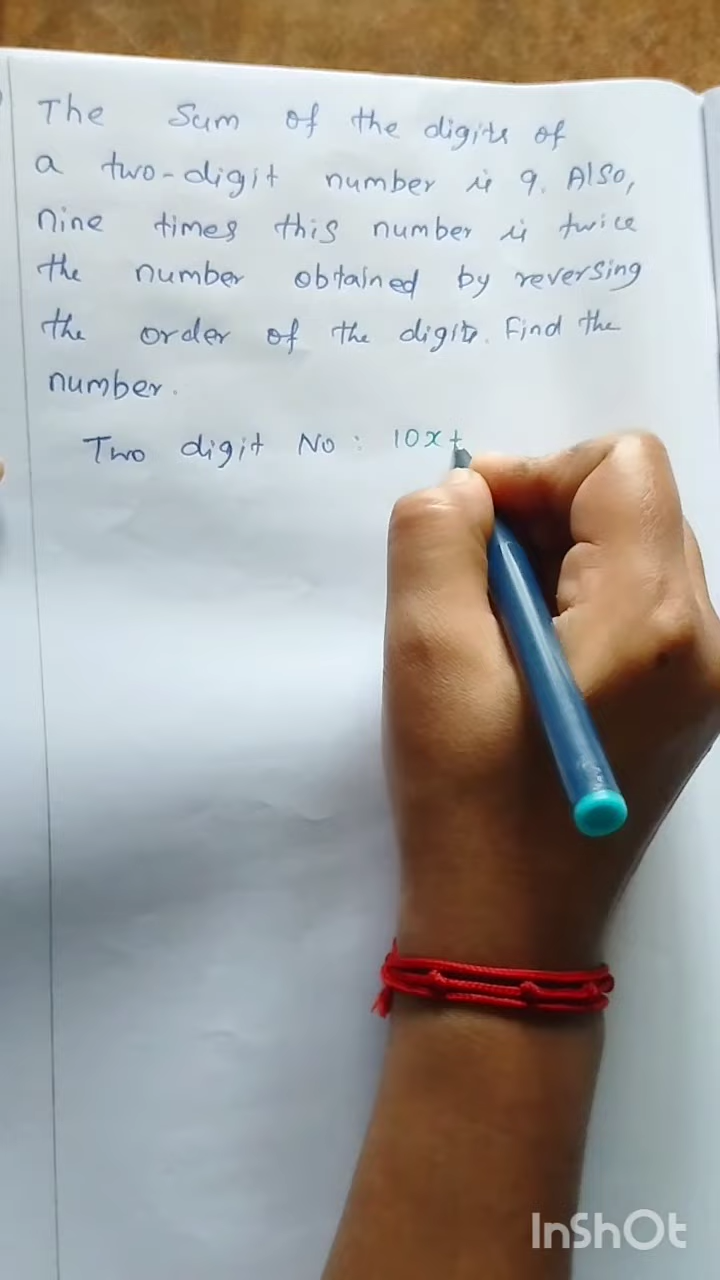 The Sum of the digits of
a two-digit number is 9. Also,
nine times this number is twice
the number obtained by reversing
the order of the digits. Find the
number.
Two digit No: 10x+
InShOt